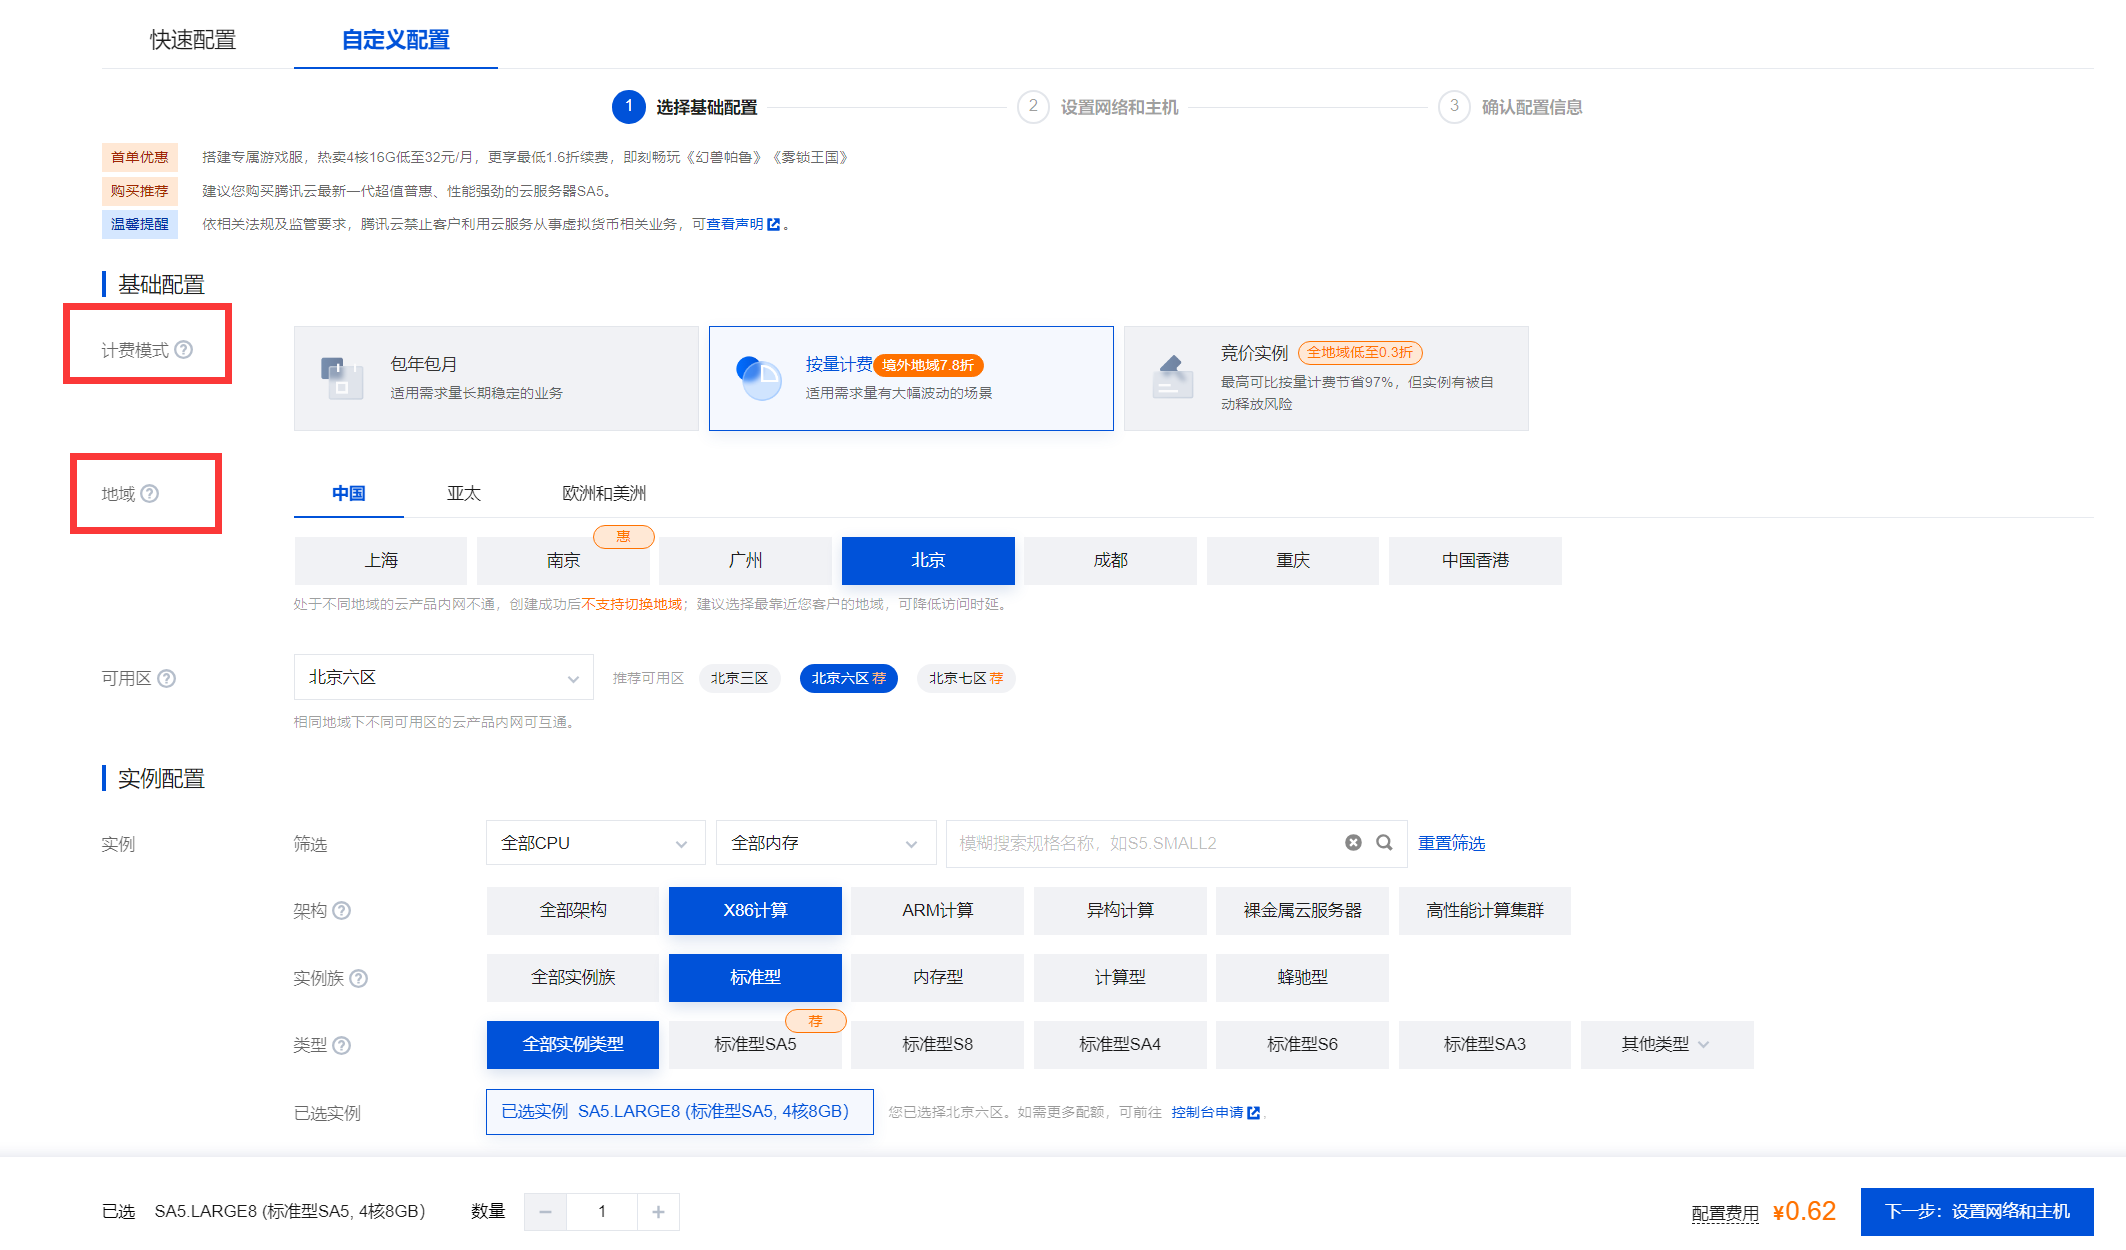 快速配置 自定义配置
1 选择基础配置 2 设置网络和主机 3 确认配置信息
首单优惠 搭建专属游戏服，热卖4核16G低至32元/月，更享最低1.6折续费，即刻畅玩《幻兽帕鲁》《雾锁王国》
购买推荐 建议您购买腾讯云最新一代超值普惠、性能强劲的云服务器SA5。
温馨提醒 依相关法规及监管要求，腾讯云禁止客户利用云服务从事虚拟货币相关业务，可查看声明。
基础配置
计费模式
包年包月
适用需求量长期稳定的业务
按量计费 境外地域7.8折
适用需求量有大幅波动的场景
竞价实例 全地域低至0.3折
最高可比按量计费节省97%，但实例有被自
动释放风险
地域 中国 亚太 欧洲和美洲
惠
上海 南京 广州 北京 成都 重庆 中国香港
处于不同地域的云产品内网不通，创建成功后不支持切换地域；建议选择最靠近您客户的地域，可降低访问时延。
可用区 北京六区 推荐可用区 北京三区 北京六区 荐 北京七区 荐
相同地域下不同可用区的云产品内网可互通。
实例配置
实例 筛选 全部CPU 全部内存 模糊搜索规格名称，如S5.SMALL2 重置筛选
架构 全部架构 X86计算 ARM计算 异构计算 裸金属云服务器 高性能计算集群
实例族 全部实例族 标准型 内存型 计算型 蜂驰型
荐
类型 全部实例类型 标准型SA5 标准型S8 标准型SA4 标准型S6 标准型SA3 其他类型
已选实例 已选实例 SA5.LARGE8 (标准型SA5, 4核8GB) 您已选择北京六区。如需更多配额，可前往 控制台申请.
已选 SA5.LARGE8 (标准型SA5, 4核8GB) 数量 − 1 + 配置费用 ¥0.62 下一步：设置网络和主机